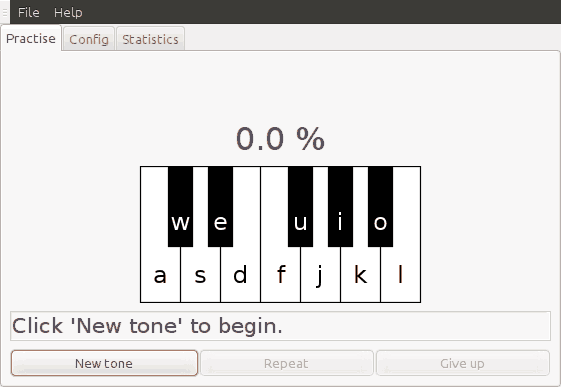 File Help
Practise Config Statistics
0.0 %
w e u i o
a s d f j k l
Click 'New tone' to begin.
New tone Repeat Give up